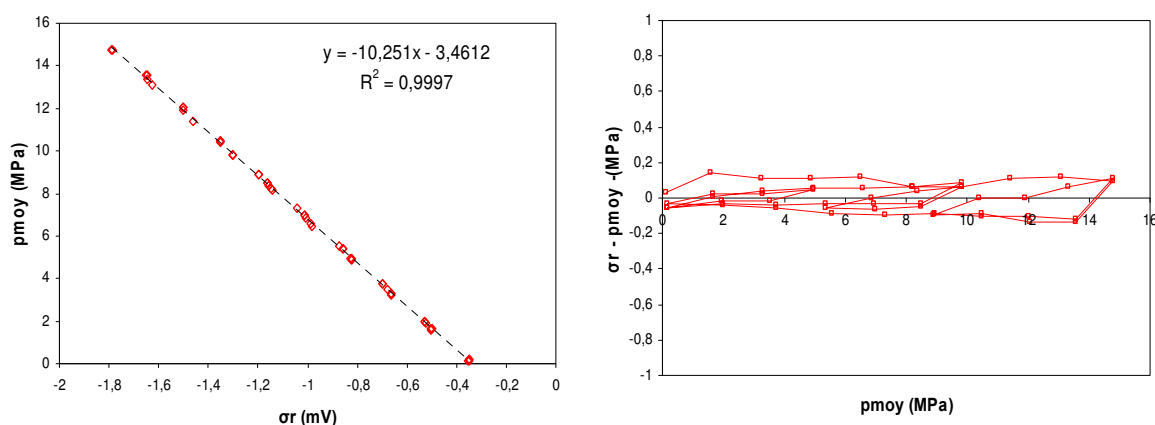 16
14
12
10
8
6
4
2
0
pmoy (MPa)
y = -10,251x - 3,4612
R² = 0,9997
-2 -1,8 -1,6 -1,4 -1,2 -1 -0,8 -0,6 -0,4 -0,2 0
σr (mV)
1
0,8
0,6
0,4
0,2
0
-0,2
-0,4
-0,6
-0,8
-1
σr - pmoy -(MPa)
0 2 4 6 8 10 12 14 16
pmoy (MPa)